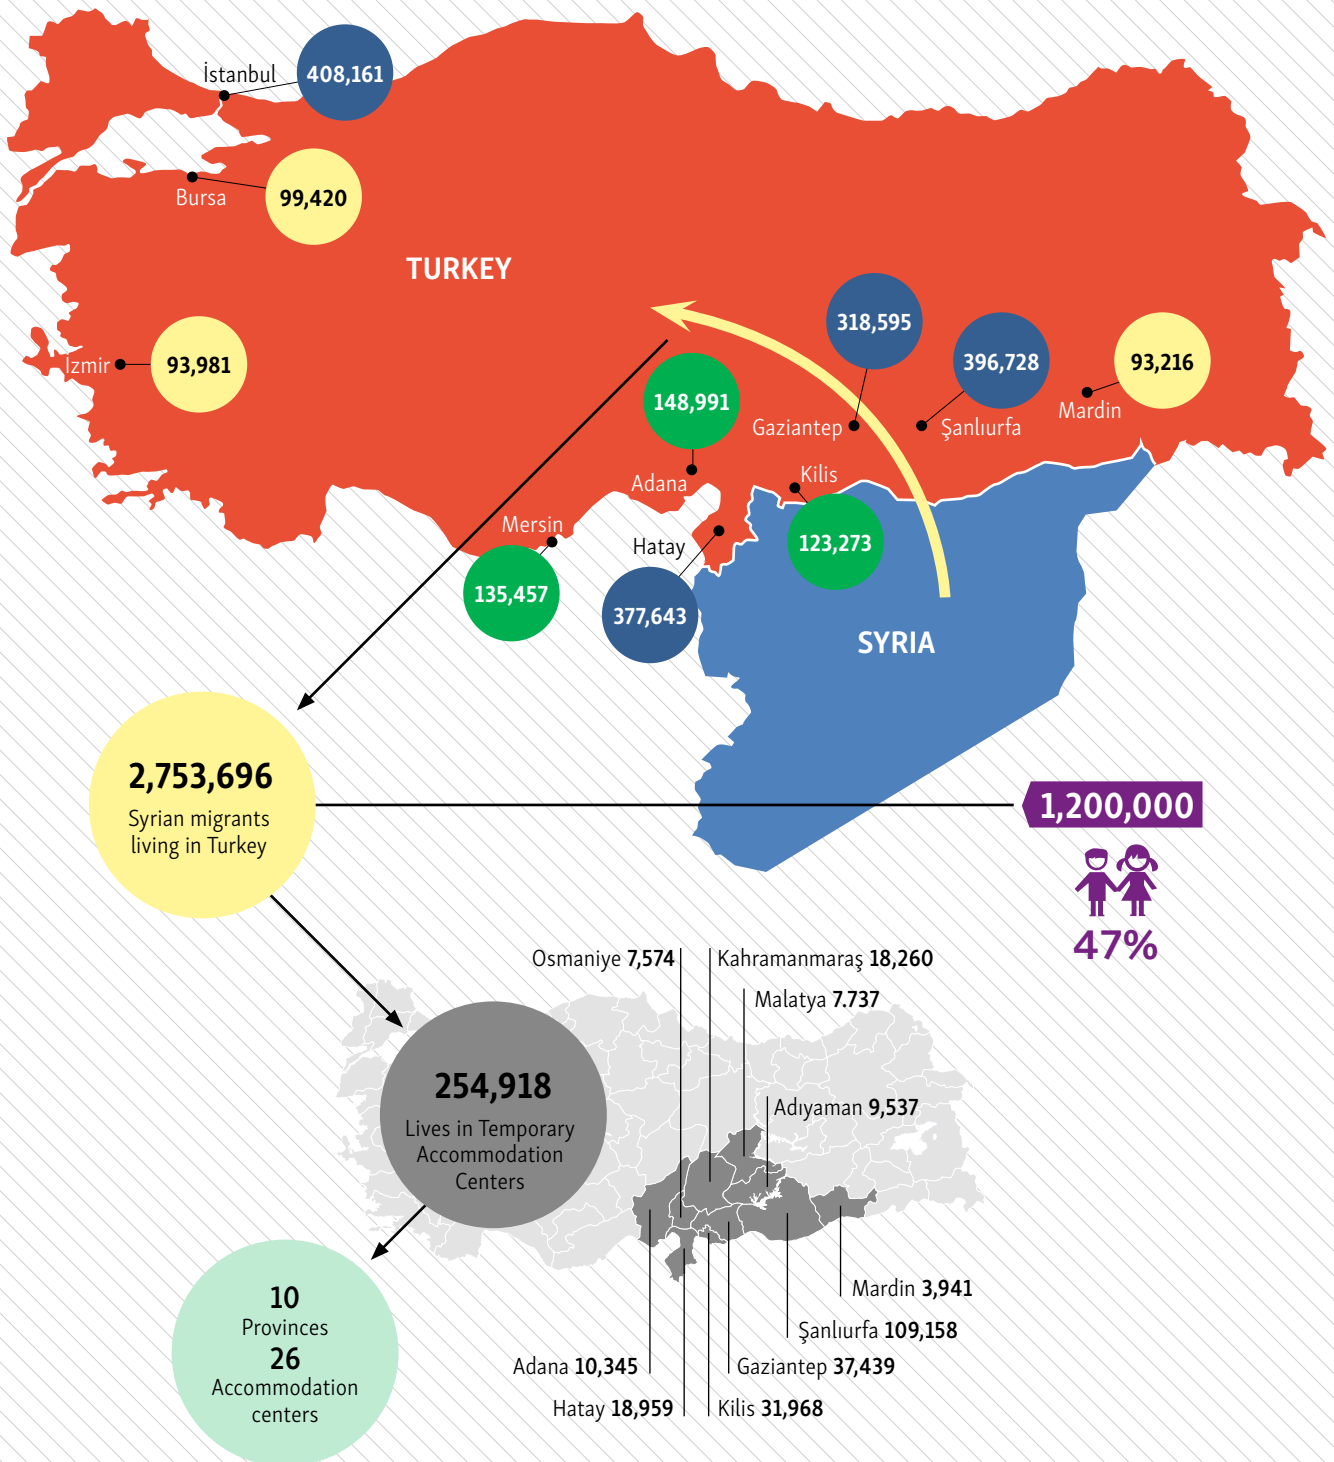 İstanbul
408,161
Bursa
99,420
TURKEY
318,595
396,728
93,216
Izmir
93,981
148,991
Gaziantep
Şanlıurfa
Mardin
Adana
Kilis
Mersin
Hatay
123,273
135,457
377,643
SYRIA
2,753,696
Syrian migrants
living in Turkey
1,200,000
47%
Osmaniye 7,574
Kahramanmaraş 18,260
Malatya 7.737
254,918
Lives in Temporary
Accommodation
Centers
Adıyaman 9,537
Mardin 3,941
Şanlıurfa 109,158
Adana 10,345
Gaziantep 37,439
Hatay 18,959
Kilis 31,968
10
Provinces
26
Accommodation
centers